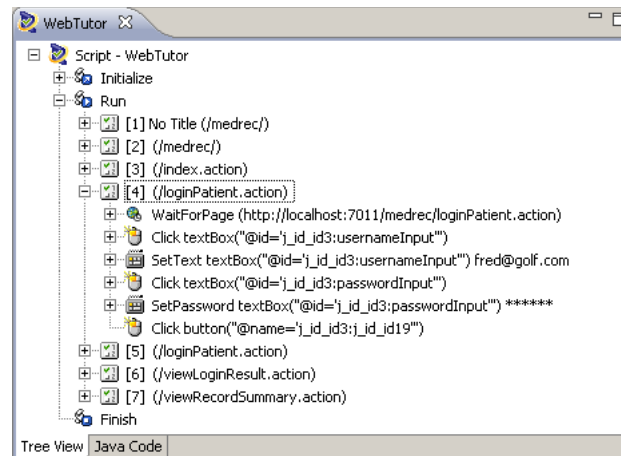 WebTutor
Script - WebTutor
Initialize
Run
[1] No Title (/medrec/)
[2] (/medrec/)
[3] (/index.action)
[4] (/loginPatient.action)
WaitForPage (http://localhost:7011/medrec/loginPatient.action)
Click textBox("@id='j_id_id3:usernameInput'")
SetText textBox("@id='j_id_id3:usernameInput'") fred@golf.com
Click textBox("@id='j_id_id3:passwordInput'")
SetPassword textBox("@id='j_id_id3:passwordInput'") ******
Click button("@name='j_id_id3:j_id_id19'")
[5] (/loginPatient.action)
[6] (/viewLoginResult.action)
[7] (/viewRecordSummary.action)
Finish
Tree View Java Code